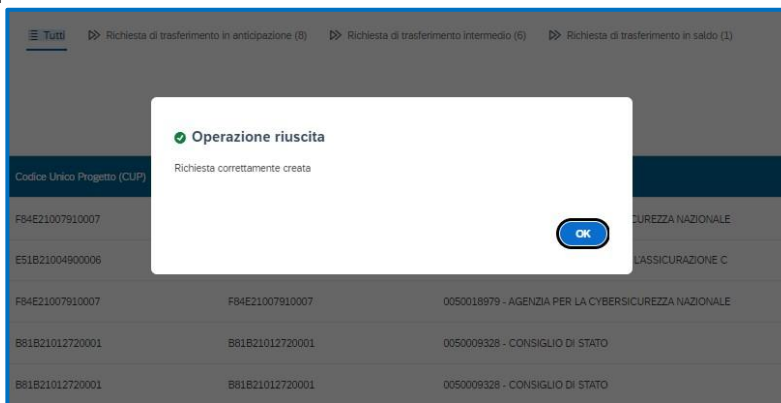 Tutti Richiesta di trasferimento in anticipazione (8) Richiesta di trasferimento intermedio (6) Richiesta di trasferimento in saldo (1)
Operazione riuscita
Richiesta correttamente creata
OK
Codice Unico Progetto (CUP)
F84E21007910007 CUREZZA NAZIONALE
E51B21004900006 L'ASSICURAZIONE C
F84E21007910007 F84E21007910007 0050018979 - AGENZIA PER LA CYBERSICUREZZA NAZIONALE
B81B21012720001 B81B21012720001 0050009328 - CONSIGLIO DI STATO
B81B21012720001 B81B21012720001 0050009328 - CONSIGLIO DI STATO